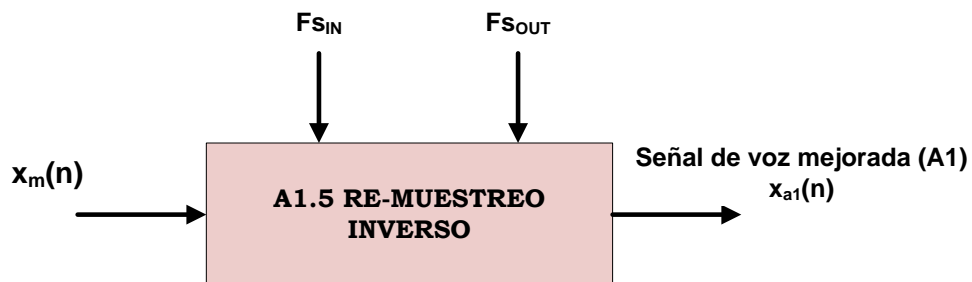 FsIN
FsOUT
xm(n)
A1.5 RE-MUESTREO
INVERSO
Señal de voz mejorada (A1)
xa1(n)